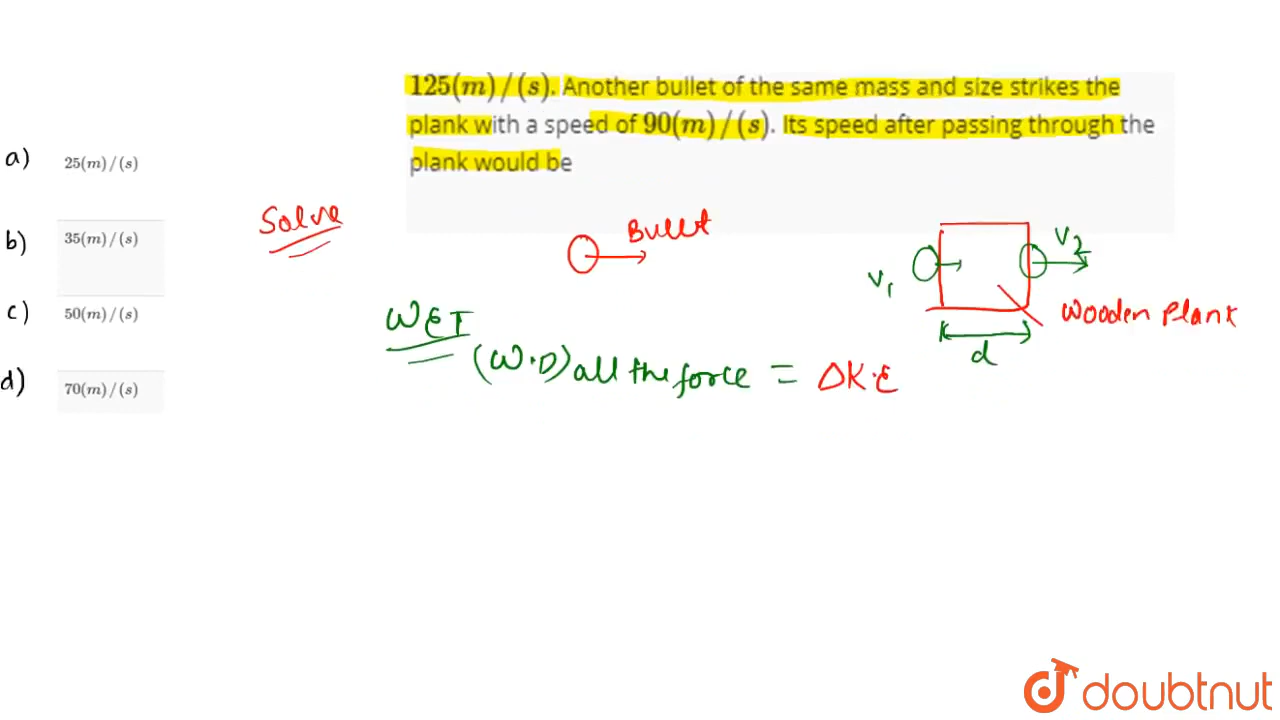 125(m)/(s). Another bullet of the same mass and size strikes the
plank with a speed of 90(m)/(s). Its speed after passing through the
plank would be
a) 25(m)/(s)
b) 35(m)/(s)
c) 50(m)/(s)
d) 70(m)/(s)
Solve
Bullet
V1
V2
Wooden Plank
d
WET
(W.D) all the force = ΔK.E
doubtnut